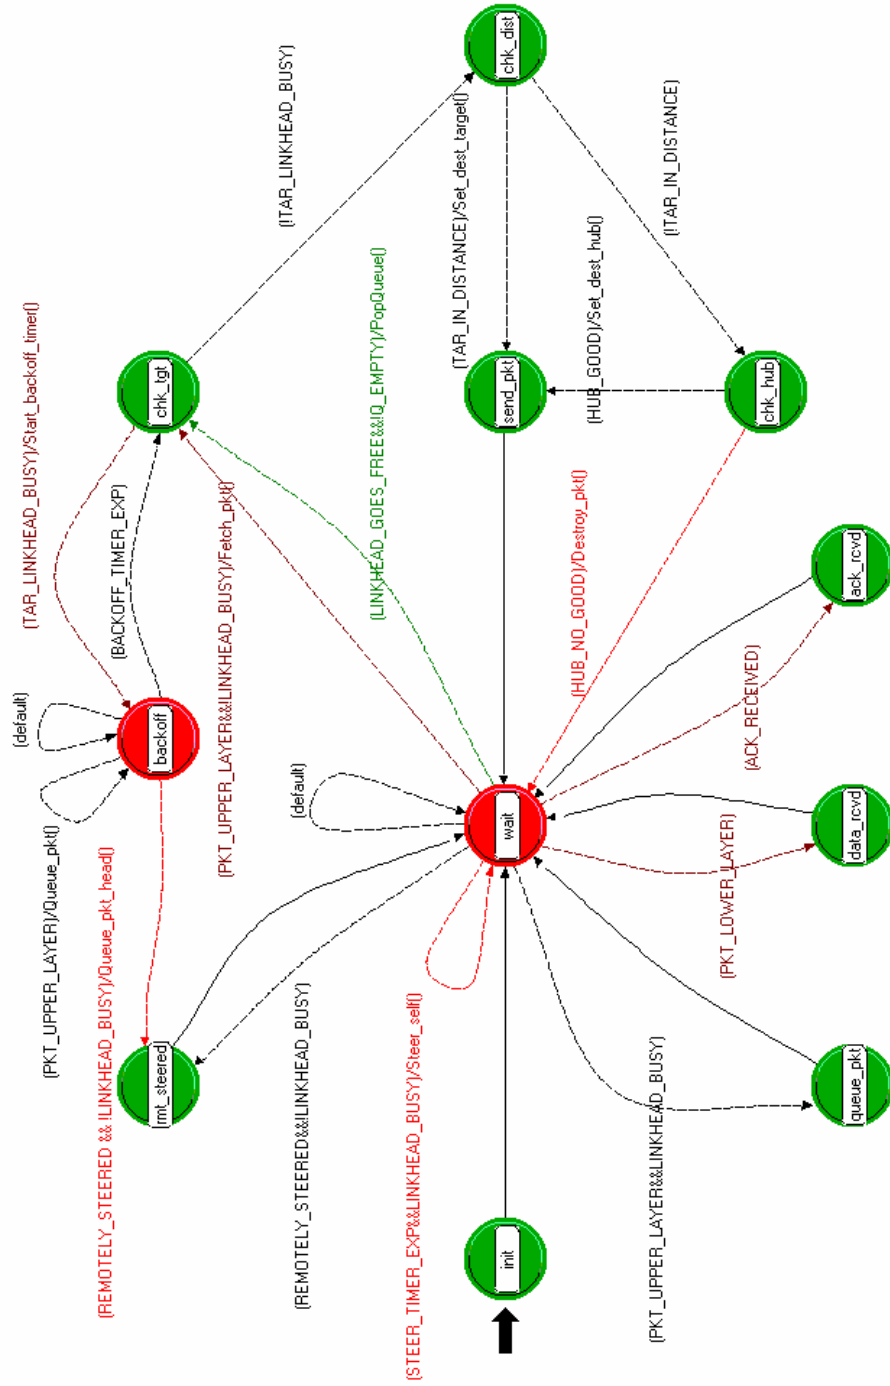 (default)
(TAR_LINKHEAD_BUSY)/Start_backoff_timer()
(PKT_UPPER_LAYER)/Queue_pkt()
(REMOTELY_STEERED && !LINKHEAD_BUSY)/Queue_pkt_head()
(BACKOFF_TIMER_EXP)
rmt_steered
backoff
chk_tgt
(PKT_UPPER_LAYER&&!LINKHEAD_BUSY)/Fetch_pkt()
(!TAR_LINKHEAD_BUSY)
(REMOTELY_STEERED&&!LINKHEAD_BUSY)
(default)
(LINKHEAD_GOES_FREE&&!Q_EMPTY)/PopQueue()
(STEER_TIMER_EXP&&!LINKHEAD_BUSY)/Steer_self()
(TAR_IN_DISTANCE)/Set_dest_target()
init
wait
send_pkt
chk_dist
(HUB_NO_GOOD)/Destroy_pkt()
(HUB_GOOD)/Set_dest_hub()
(PKT_UPPER_LAYER&&LINKHEAD_BUSY)
(!TAR_IN_DISTANCE)
(PKT_LOWER_LAYER)
(ACK_RECEIVED)
chk_hub
queue_pkt
data_rcvd
ack_rcvd